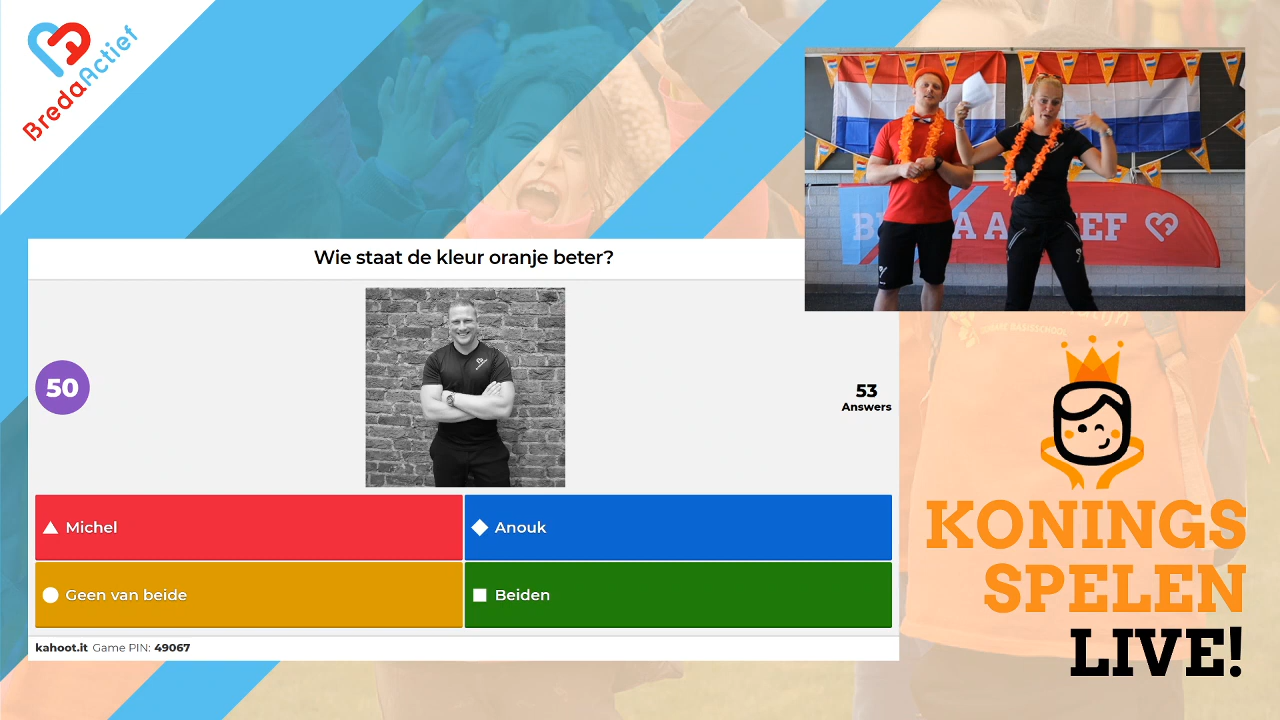 BredaActief
Wie staat de kleur oranje beter?
50
53
Answers
Michel
Anouk
Geen van beide
Beiden
kahoot.it Game PIN: 49067
KONINGS
SPELEN
LIVE!